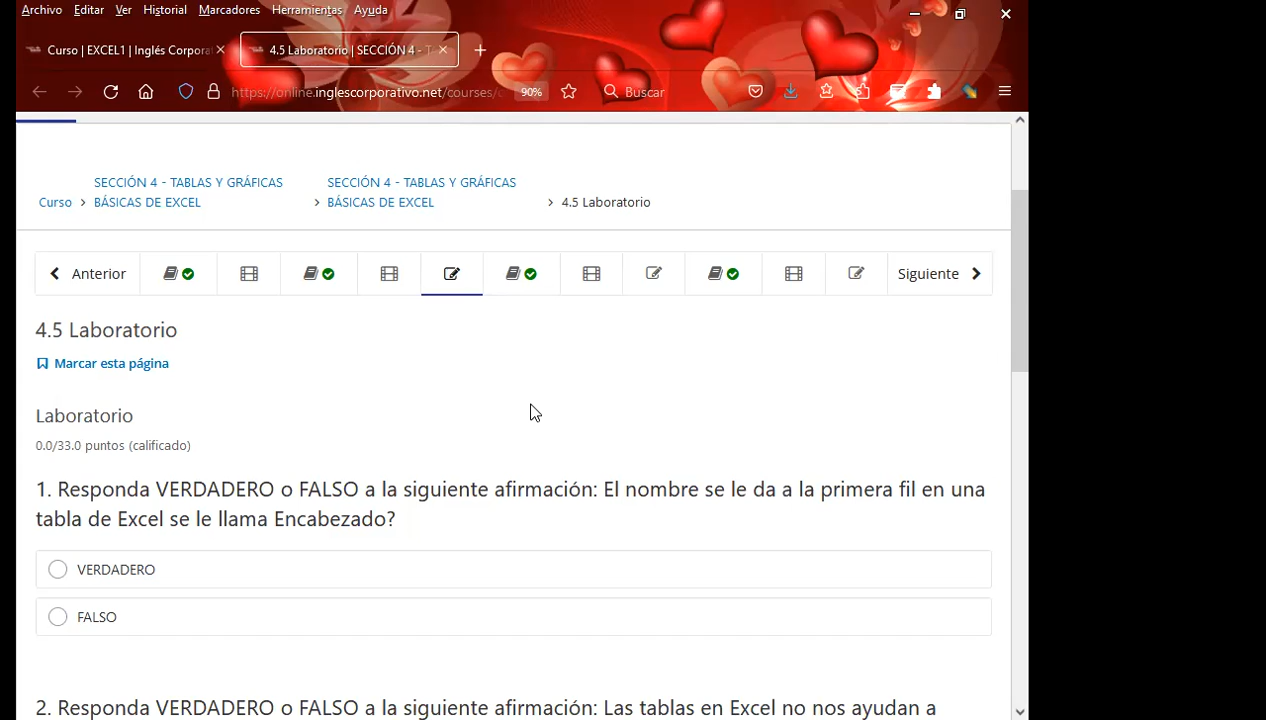 Archivo Editar Ver Historial Marcadores Herramientas Ayuda
Curso | EXCEL1 | Inglés Corpora
4.5 Laboratorio | SECCIÓN 4 - T
https://online.inglescorporativo.net/courses/c
90%
Buscar
SECCIÓN 4 - TABLAS Y GRÁFICAS SECCIÓN 4 - TABLAS Y GRÁFICAS
Curso > BÁSICAS DE EXCEL > BÁSICAS DE EXCEL > 4.5 Laboratorio
Anterior
Siguiente
4.5 Laboratorio
Marcar esta página
Laboratorio
0.0/33.0 puntos (calificado)
1. Responda VERDADERO o FALSO a la siguiente afirmación: El nombre se le da a la primera fil en una
tabla de Excel se le llama Encabezado?
VERDADERO
FALSO
2. Responda VERDADERO o FALSO a la siguiente afirmación: Las tablas en Excel no nos ayudan a